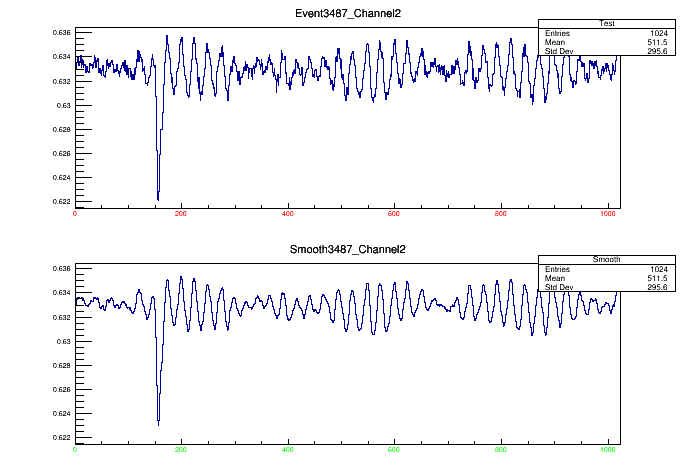 Event3487_Channel2
Test
Entries 1024
Mean 511.5
Std Dev 295.6
0.636
0.634
0.632
0.63
0.628
0.626
0.624
0.622
0 200 400 600 800 1000
Smooth3487_Channel2
Smooth
Entries 1024
Mean 511.5
Std Dev 295.6
0.636
0.634
0.632
0.63
0.628
0.626
0.624
0.622
0 200 400 600 800 1000